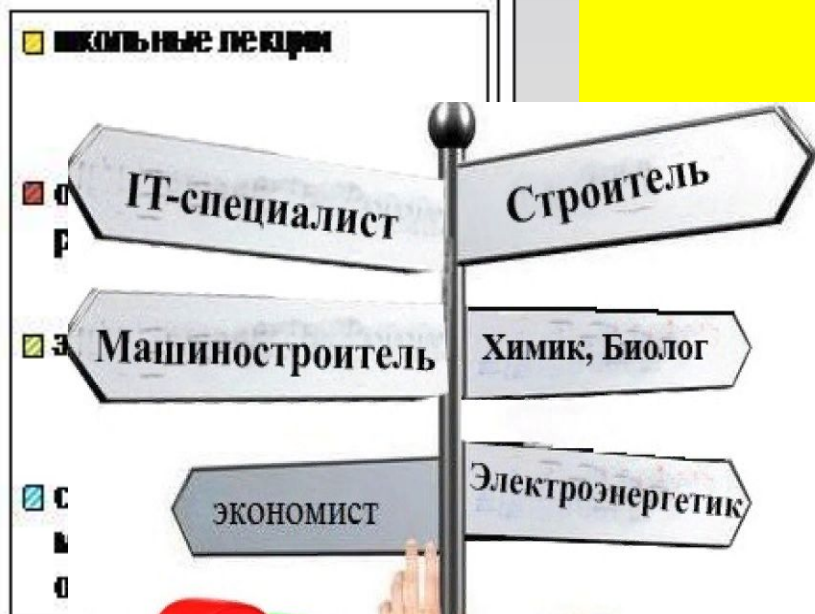 школьные лекции
IT-специалист
Строитель
Машиностроитель
Химик, Биолог
Электроэнергетик
экономист